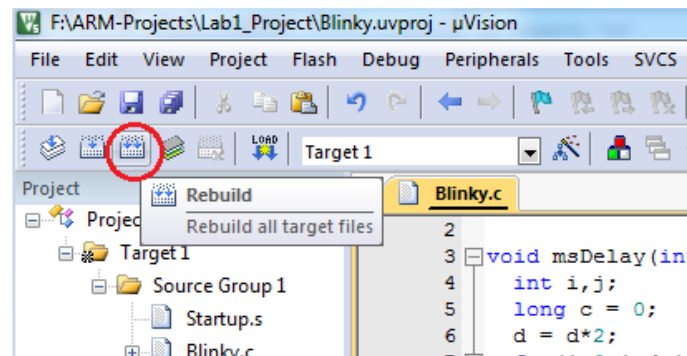 F:\ARM-Projects\Lab1_Project\Blinky.uvproj - µVision
File Edit View Project Flash Debug Peripherals Tools SVCS
LOAD
Target 1
Project
Rebuild
Rebuild all target files
Blinky.c
Projec
Target 1
Source Group 1
Startup.s
Blinky.c
2
3 void msDelay(int
4 int i,j;
5 long c = 0;
6 d = d*2;